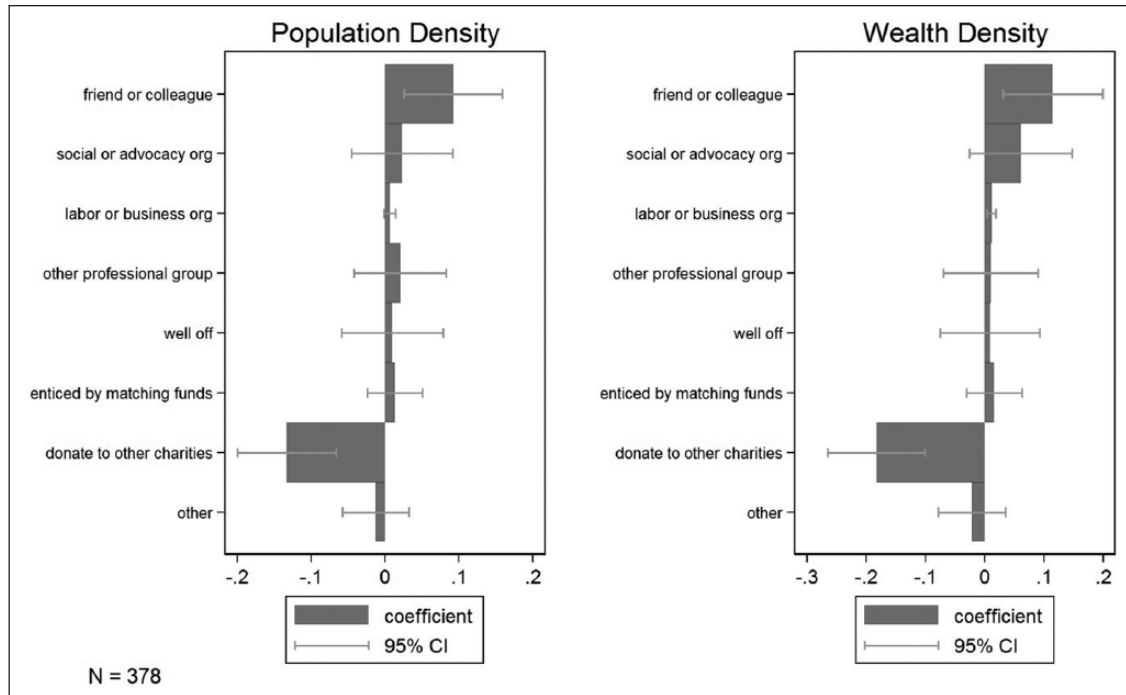 Population Density
friend or colleague
social or advocacy org
labor or business org
other professional group
well off
enticed by matching funds
donate to other charities
other
-.2 -.1 0 .1 .2
coefficient
95% CI
Wealth Density
friend or colleague
social or advocacy org
labor or business org
other professional group
well off
enticed by matching funds
donate to other charities
other
-.3 -.2 -.1 0 .1 .2
coefficient
95% CI
N = 378